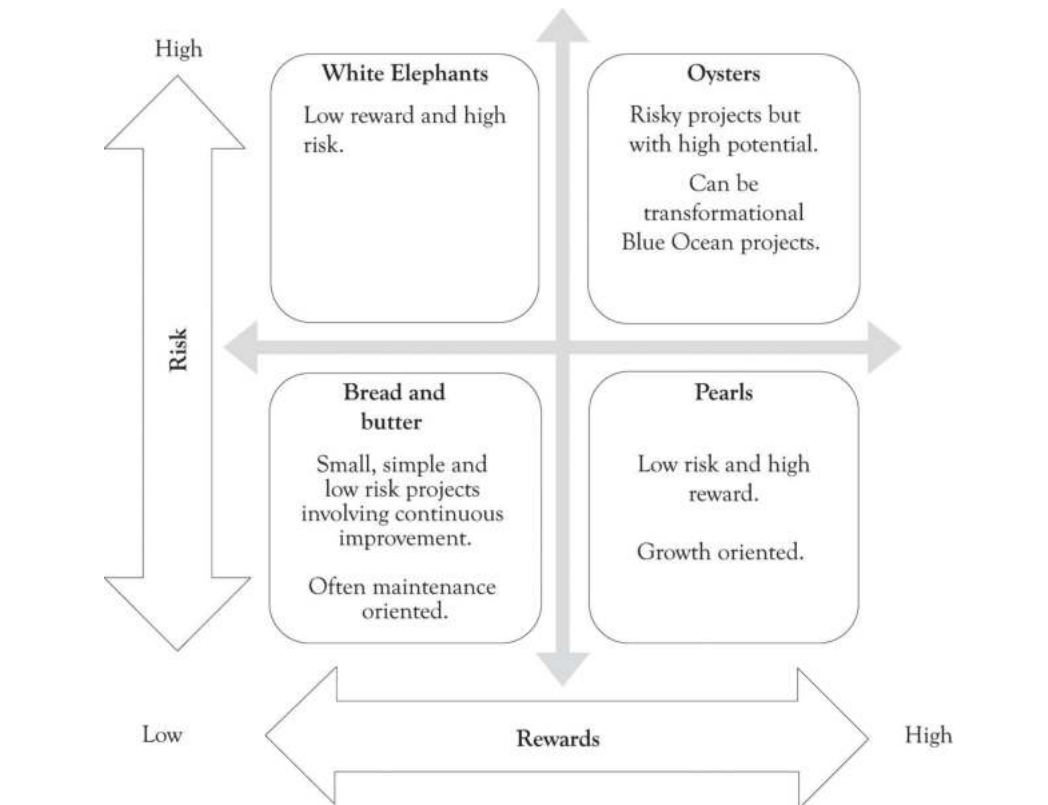 High
White Elephants
Low reward and high
risk.
Oysters
Risky projects but
with high potential.
Can be
transformational
Blue Ocean projects.
Risk
Bread and
butter
Small, simple and
low risk projects
involving continuous
improvement.
Often maintenance
oriented.
Pearls
Low risk and high
reward.
Growth oriented.
Low
Rewards
High